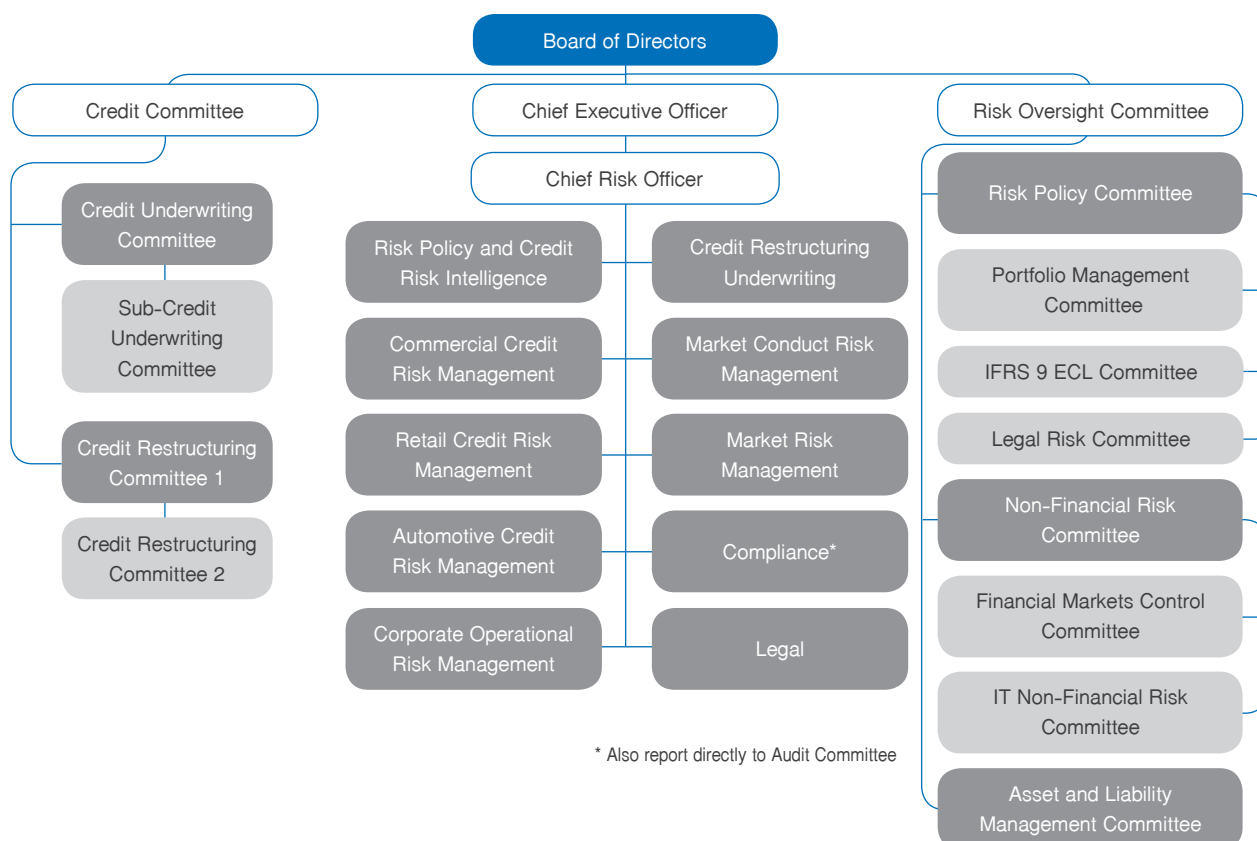 Board of Directors
Credit Committee
Chief Executive Officer
Risk Oversight Committee
Chief Risk Officer
Credit Underwriting
Committee
Sub-Credit
Underwriting
Committee
Credit Restructuring
Committee 1
Credit Restructuring
Committee 2
Risk Policy and Credit
Risk Intelligence
Credit Restructuring
Underwriting
Commercial Credit
Risk Management
Market Conduct Risk
Management
Retail Credit Risk
Management
Market Risk
Management
Automotive Credit
Risk Management
Compliance*
Corporate Operational
Risk Management
Legal
* Also report directly to Audit Committee
Risk Policy Committee
Portfolio Management
Committee
IFRS 9 ECL Committee
Legal Risk Committee
Non-Financial Risk
Committee
Financial Markets Control
Committee
IT Non-Financial Risk
Committee
Asset and Liability
Management Committee